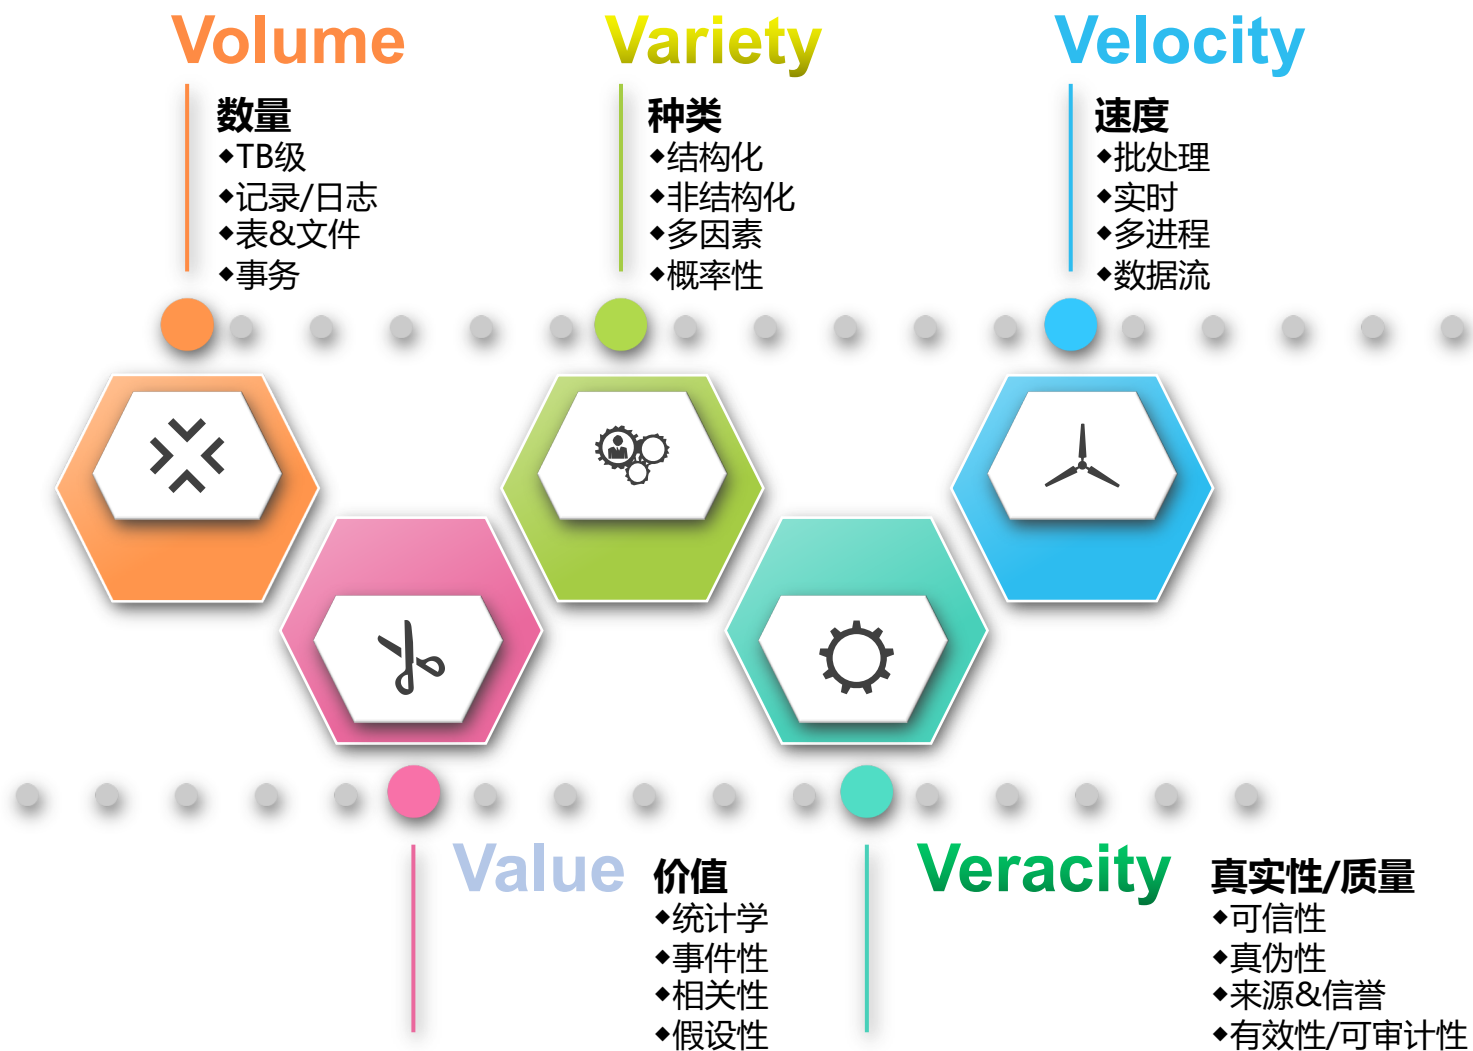 Volume
数量
◆TB级
◆记录/日志
◆表&文件
◆事务
Variety
种类
◆结构化
◆非结构化
◆多因素
◆概率性
Velocity
速度
◆批处理
◆实时
◆多进程
◆数据流
Value
价值
◆统计学
◆事件性
◆相关性
◆假设性
Veracity
真实性/质量
◆可信性
◆真伪性
◆来源&信誉
◆有效性/可审计性